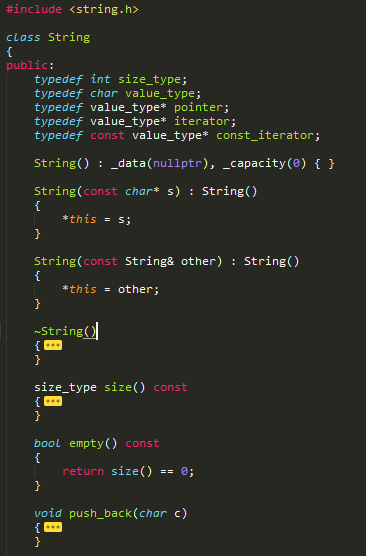 #include <string.h>
class String
{
public:
typedef int size_type;
typedef char value_type;
typedef value_type* pointer;
typedef value_type* iterator;
typedef const value_type* const_iterator;
String() : _data(nullptr), _capacity(0) { }
String(const char* s) : String()
{
*this = s;
}
String(const String& other) : String()
{
*this = other;
}
~String()
{...
}
size_type size() const
{...
}
bool empty() const
{
return size() == 0;
}
void push_back(char c)
{...
}